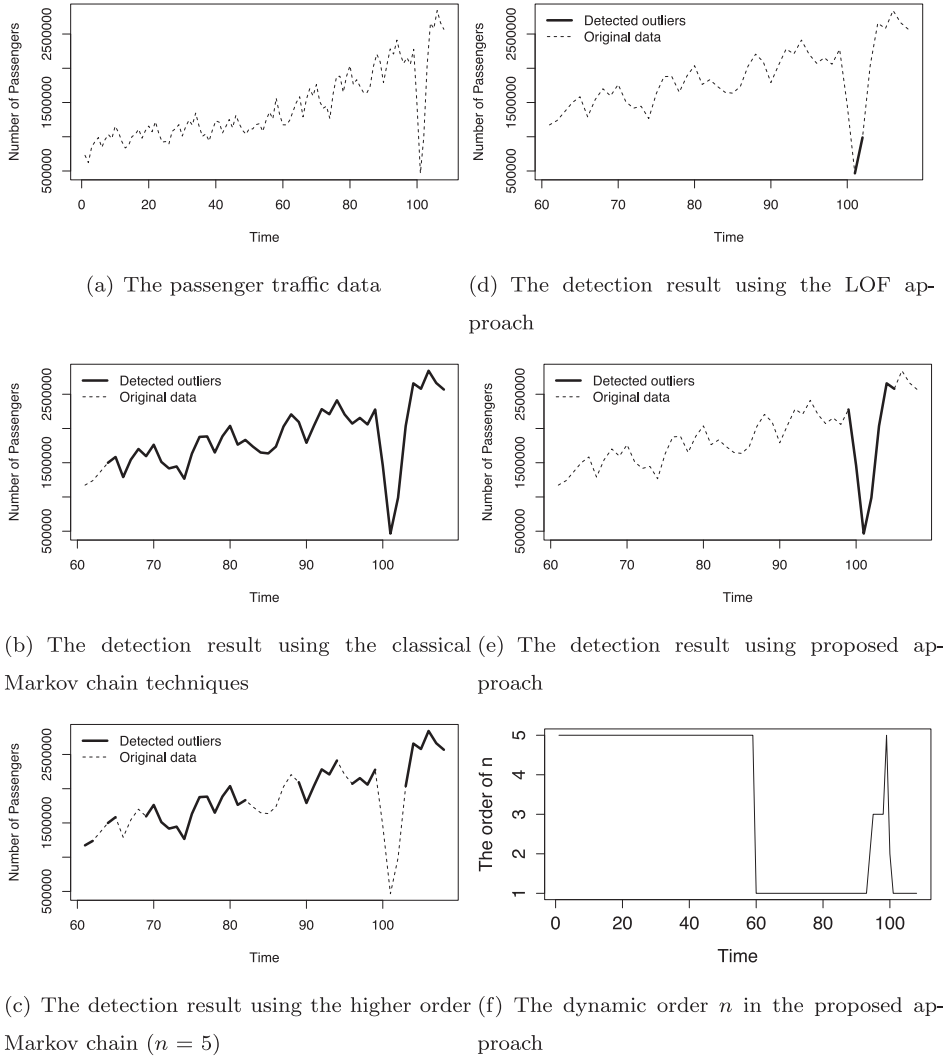 Number of Passengers
500000 1500000 2500000
0 20 40 60 80 100
Time
(a) The passenger traffic data
Detected outliers
Original data
Number of Passengers
500000 1500000 2500000
60 70 80 90 100
Time
(d) The detection result using the LOF ap-
proach
Detected outliers
Original data
Number of Passengers
500000 1500000 2500000
60 70 80 90 100
Time
(b) The detection result using the classical
Markov chain techniques
Detected outliers
Original data
Number of Passengers
500000 1500000 2500000
60 70 80 90 100
Time
(e) The detection result using proposed ap-
proach
Detected outliers
Original data
Number of Passengers
500000 1500000 2500000
60 70 80 90 100
Time
(c) The detection result using the higher order
Markov chain (n = 5)
The order of n
1 2 3 4 5
0 20 40 60 80 100
Time
(f) The dynamic order n in the proposed ap-
proach